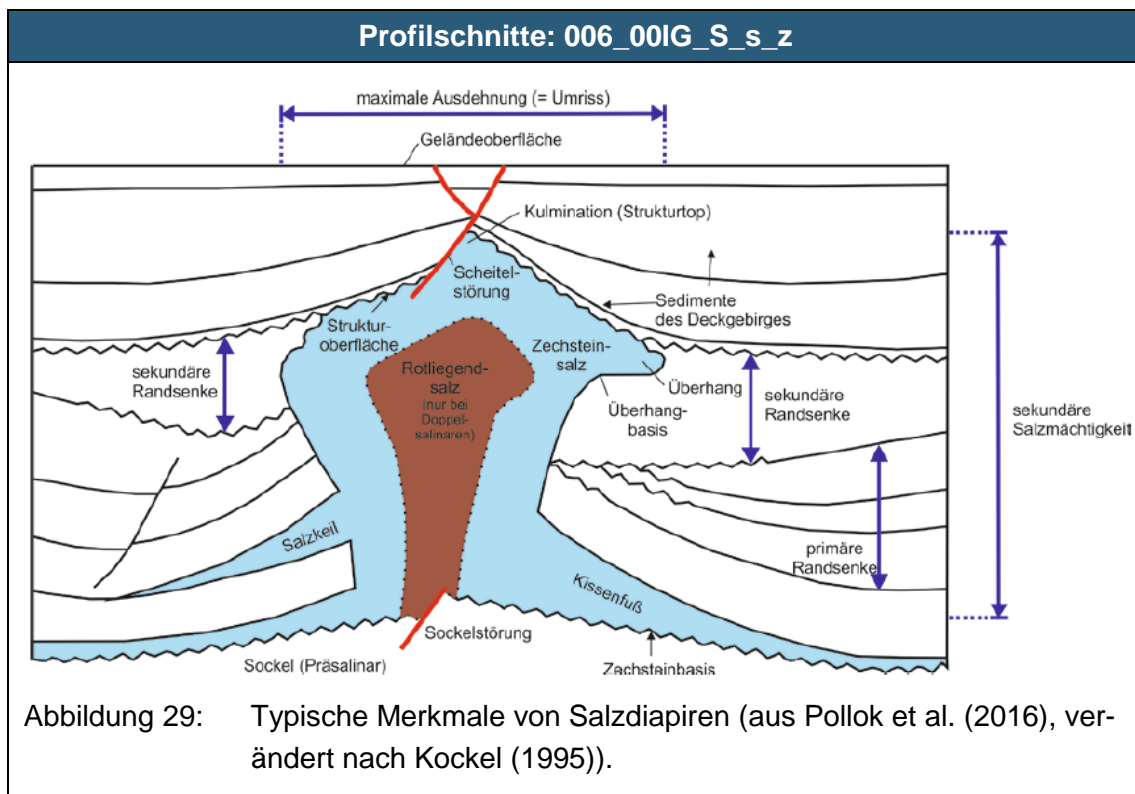 Profilschnitte: 006_00IG_S_s_z
maximale Ausdehnung (= Umriss)
Geländeoberfläche
Kulmination (Strukturtop)
Scheitel-
störung
Sedimente
des Deckgebirges
Struktur-
oberfläche
Zechstein-
salz
sekundäre
Randsenke
Rotliegend-
salz
(nur bei
Doppel-
salinaren)
Überhang
Überhang-
basis
sekundäre
Randsenke
sekundäre
Salzmächtigkeit
Salzkeil
primäre
Randsenke
Kissenfuß
Sockelstörung
Sockel (Präsalinar)
Zechsteinbasis
Abbildung 29: Typische Merkmale von Salzdiapiren (aus Pollok et al. (2016), ver-
ändert nach Kockel (1995)).